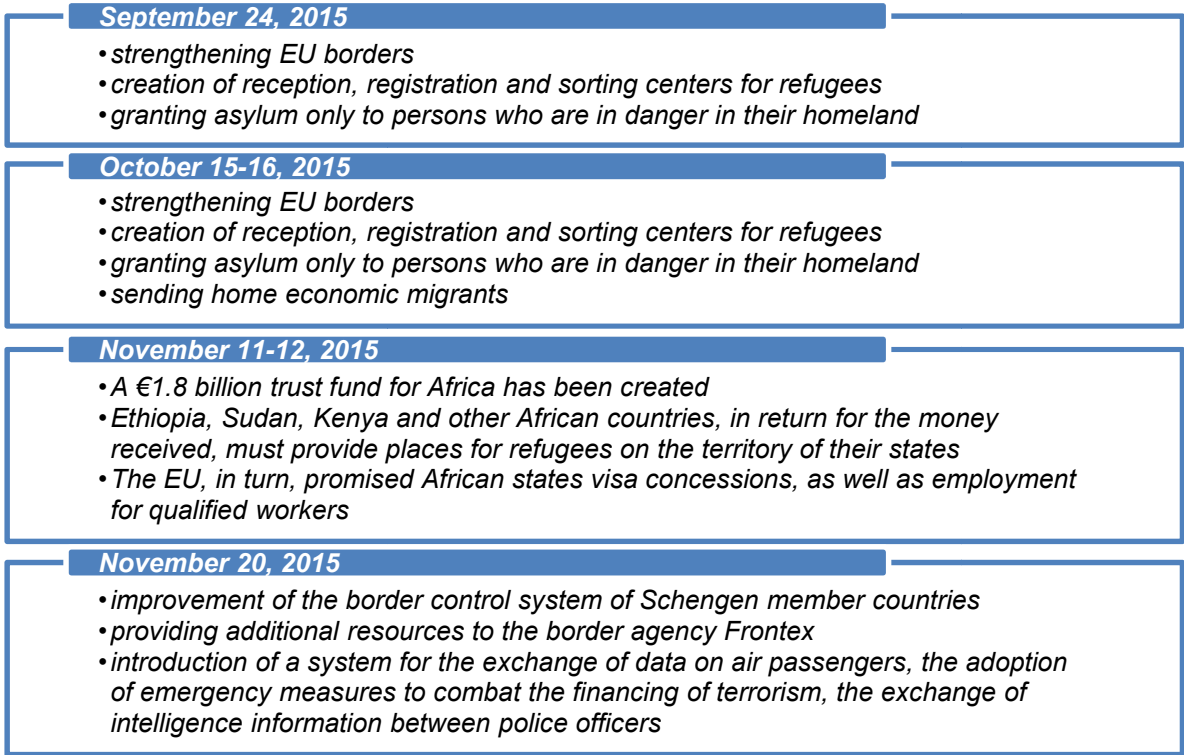 September 24, 2015
•strengthening EU borders
•creation of reception, registration and sorting centers for refugees
•granting asylum only to persons who are in danger in their homeland
October 15-16, 2015
•strengthening EU borders
•creation of reception, registration and sorting centers for refugees
•granting asylum only to persons who are in danger in their homeland
•sending home economic migrants
November 11-12, 2015
•A €1.8 billion trust fund for Africa has been created
•Ethiopia, Sudan, Kenya and other African countries, in return for the money
received, must provide places for refugees on the territory of their states
•The EU, in turn, promised African states visa concessions, as well as employment
for qualified workers
November 20, 2015
•improvement of the border control system of Schengen member countries
•providing additional resources to the border agency Frontex
•introduction of a system for the exchange of data on air passengers, the adoption
of emergency measures to combat the financing of terrorism, the exchange of
intelligence information between police officers